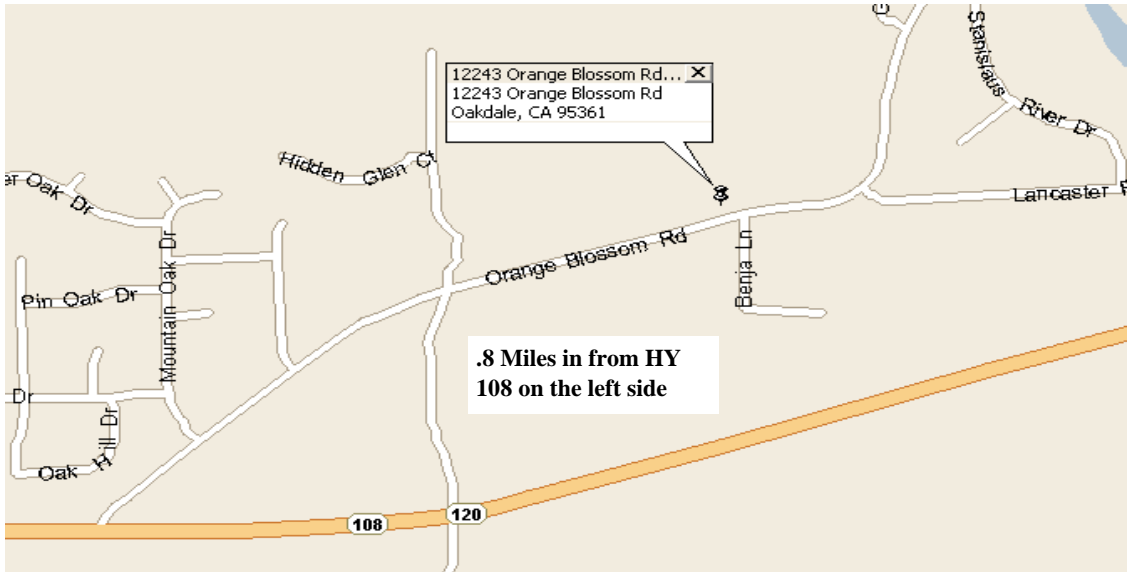 12243 Orange Blossom Rd...
12243 Orange Blossom Rd
Oakdale, CA 95361
Stanislaus
River Dr
Hidden Glen Ct
Lancaster
Oak Dr
Mountain Oak Dr
Orange Blossom Rd
Benja Ln
Pin Oak Dr
.8 Miles in from HY
108 on the left side
Dr
Oak Hill Dr
108
120